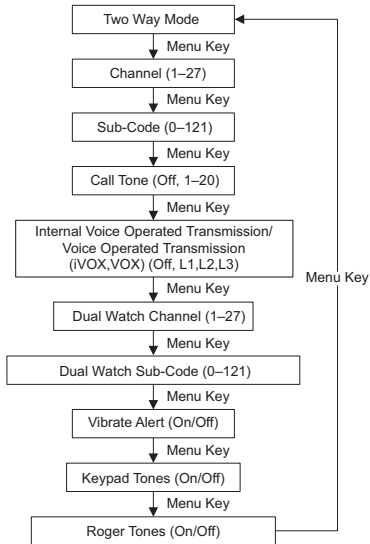 Two Way Mode
Menu Key
Channel (1–27)
Menu Key
Sub-Code (0–121)
Menu Key
Call Tone (Off, 1–20)
Menu Key
Internal Voice Operated Transmission/
Voice Operated Transmission
(iVOX,VOX) (Off, L1,L2,L3)
Menu Key
Menu Key
Dual Watch Channel (1–27)
Menu Key
Dual Watch Sub-Code (0–121)
Menu Key
Vibrate Alert (On/Off)
Menu Key
Keypad Tones (On/Off)
Menu Key
Roger Tones (On/Off)